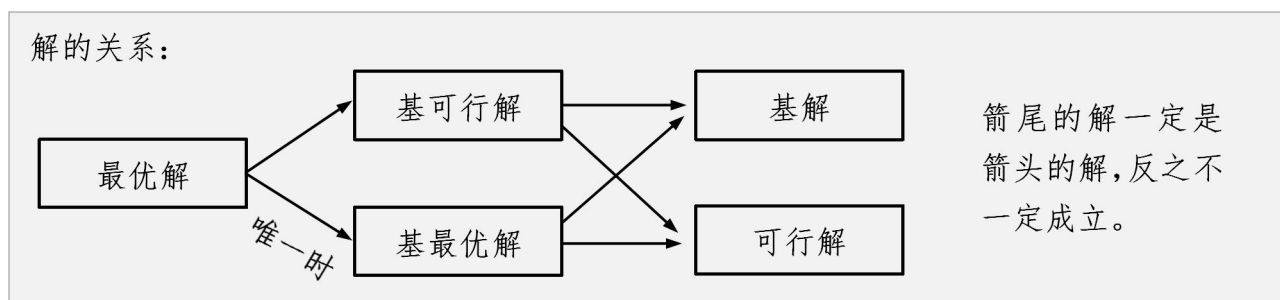 解的关系:
最优解
唯一时
基可行解
基最优解
基解
可行解
箭尾的解一定是
箭头的解,反之不
一定成立。